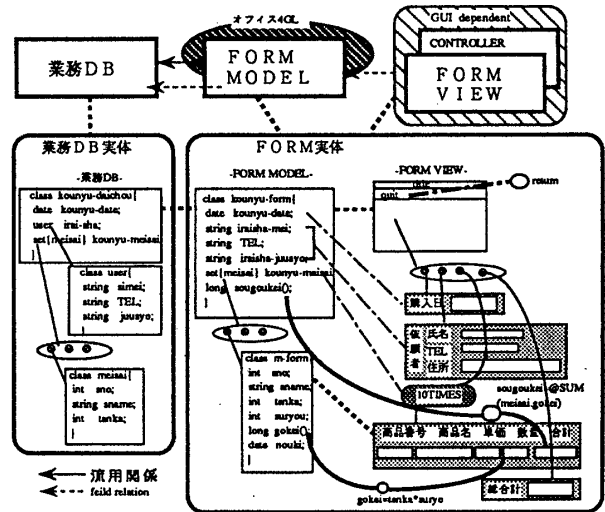 オフィス4GL
業務DB
FORM
MODEL
GUI dependent
CONTROLLER
FORM
VIEW
業務DB実体
-業務DB-
class kounyu-daichou{
date kounyu-date;
user irai-sha;
set{meisai} kounyu-meisai
class user{
string simei;
string TEL;
string juusyo;
}
class meisai{
int sno;
string sname;
int tanka;
}
流用関係
feild relation
FORM実体
-FORM MODEL-
class kounyu-form{
date kounyu-date;
string iraisha-mei;
string TEL;
string iraisha-juusyo;
set{meisai} kounyu-meisai
long sougoukei();
}
class m-form
int sno;
string sname;
int tanka;
int suryou;
long gokei();
date nouki;
}
-FORM VIEW-
title
quit
return
購入日
依頼者
氏名
TEL
住所
10TIMES
sougoukei=@SUM
(meisai.gokei)
商品番号 商品名 単価 数量 合計
総合計
gokei=tanka*suryo